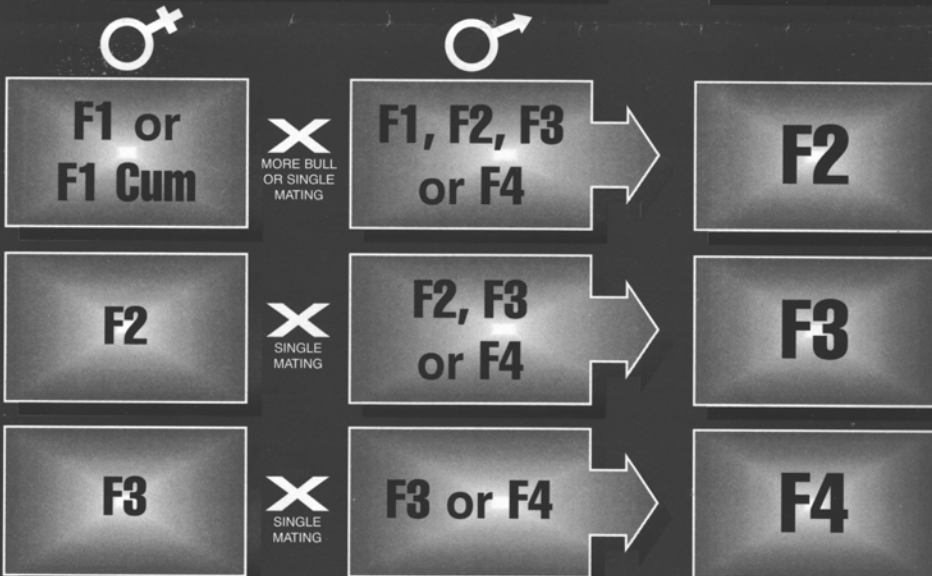 F1 or
F1 Cum
X
MORE BULL
OR SINGLE
MATING
F1, F2, F3
or F4
F2
F2
X
SINGLE
MATING
F2, F3
or F4
F3
F3
X
SINGLE
MATING
F3 or F4
F4